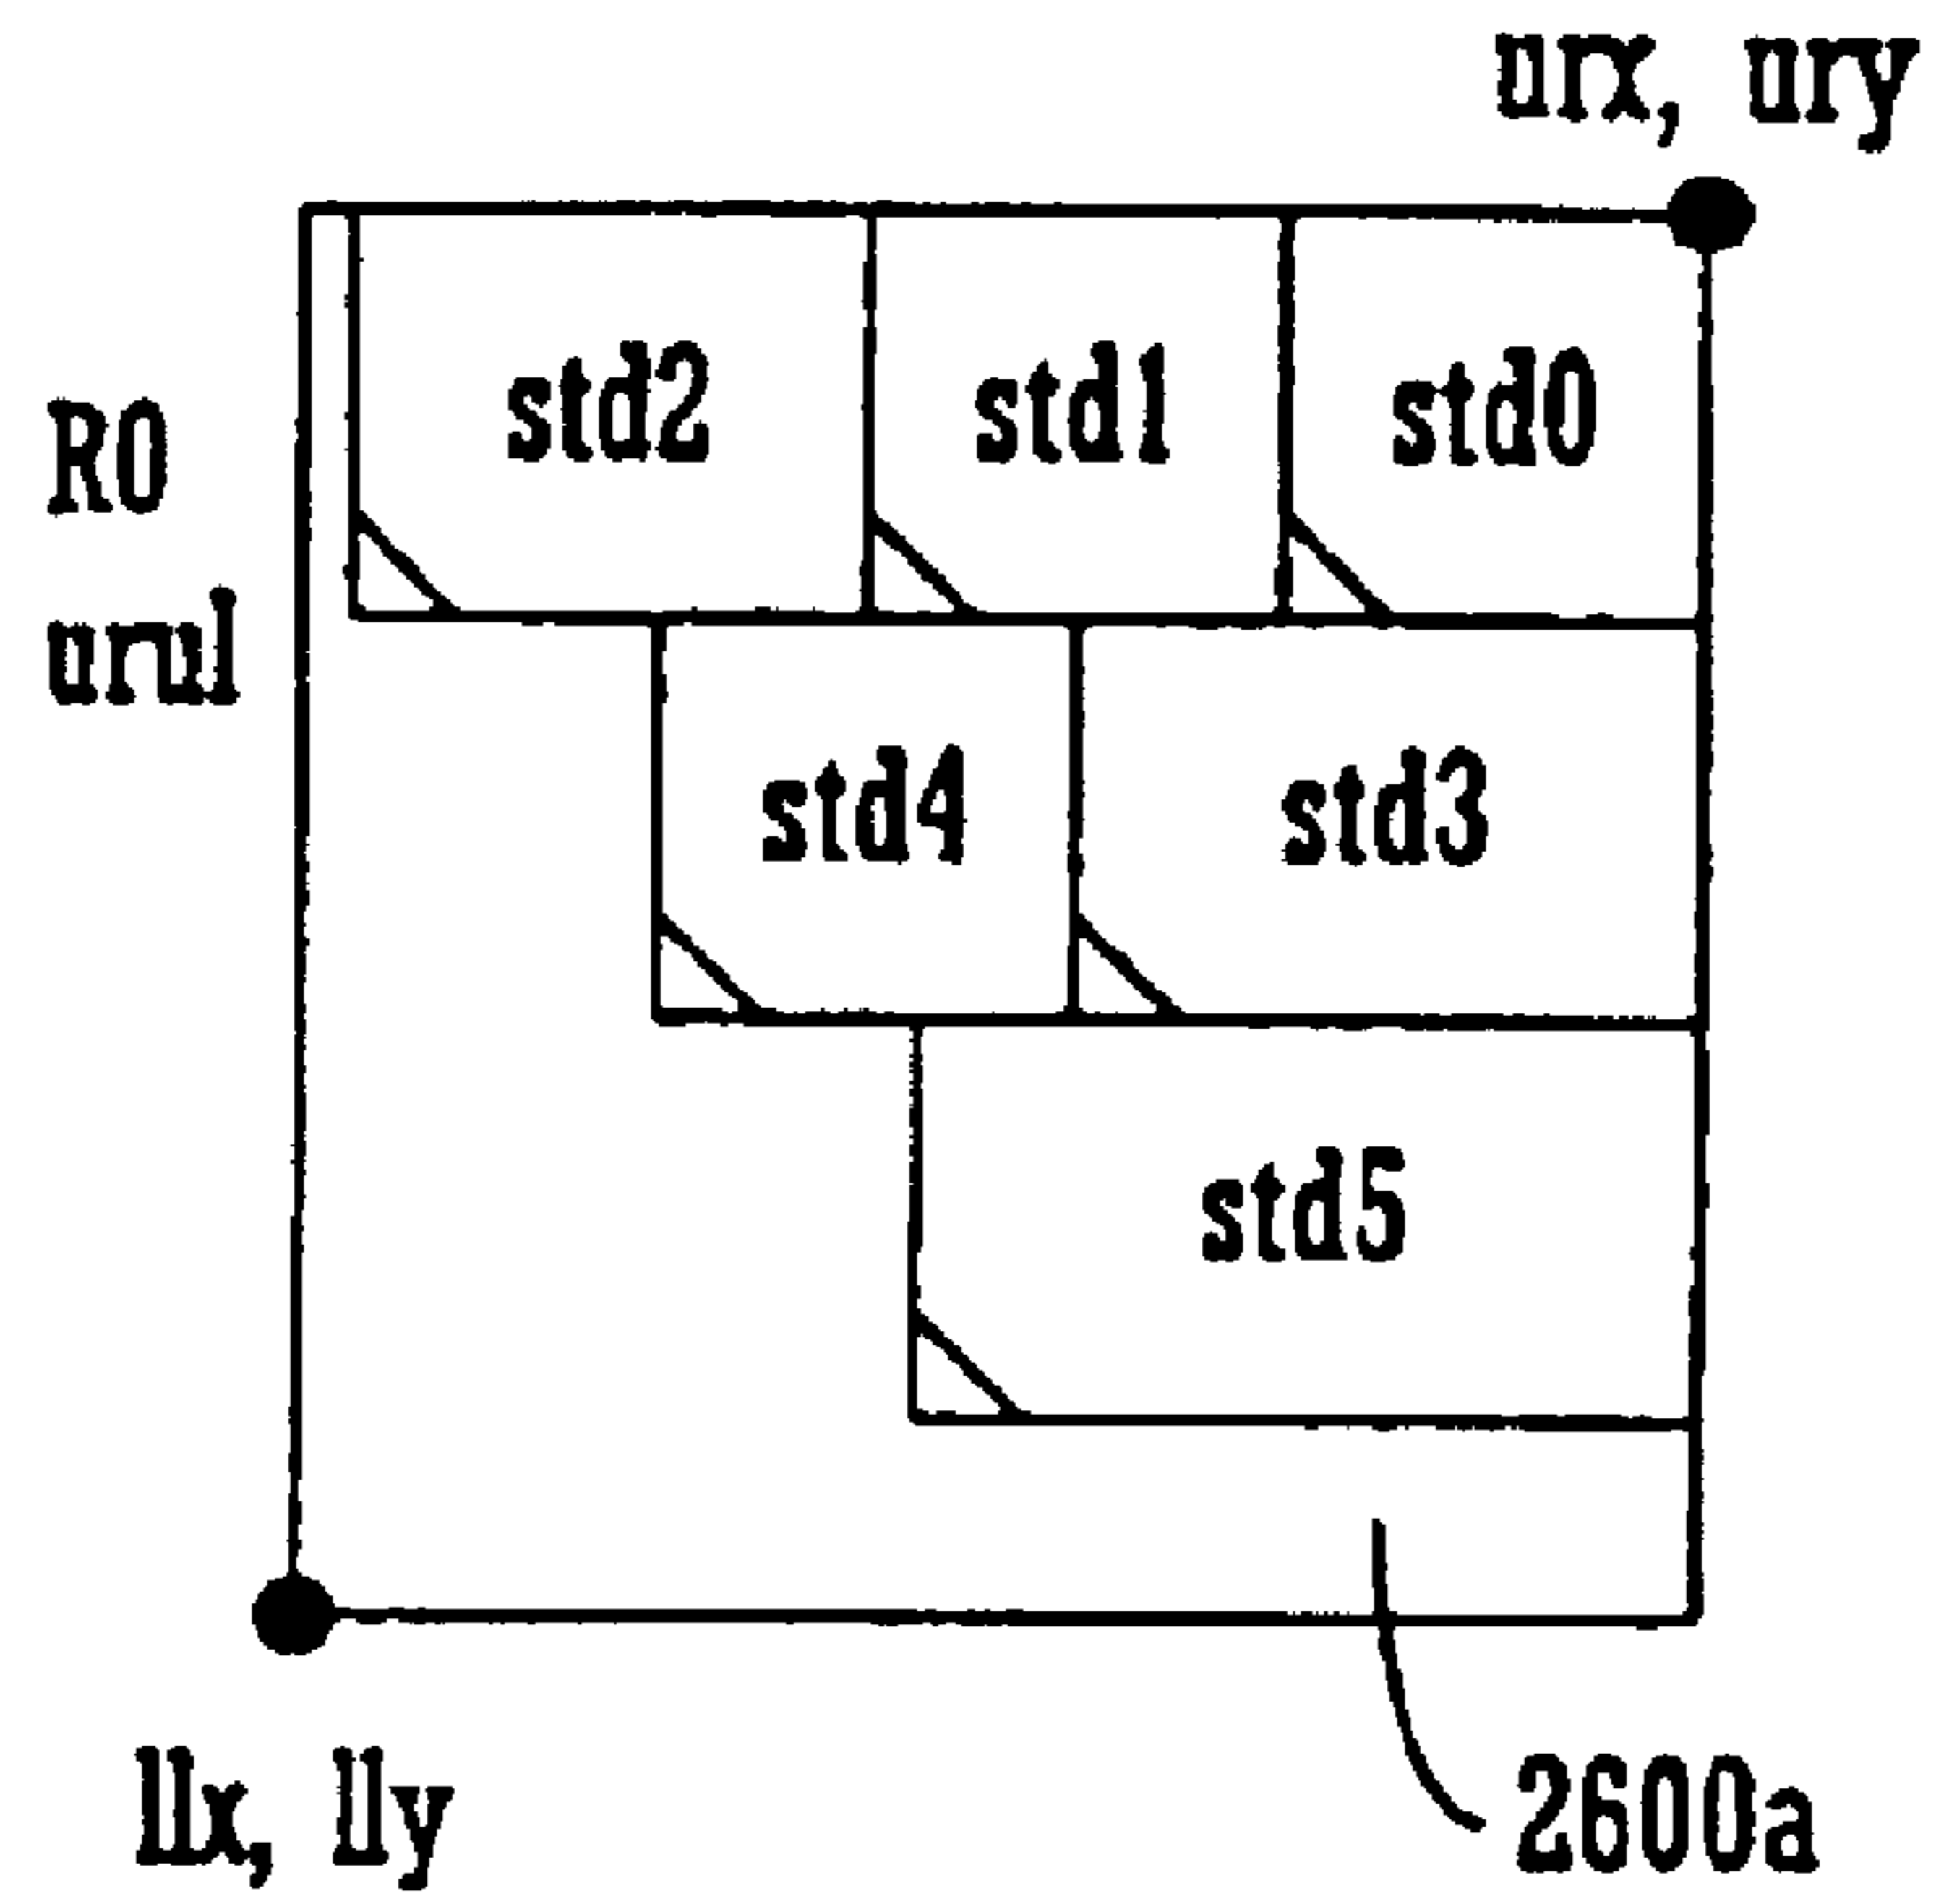 urx, ury
std2 std1 std0
R0
urul
std4 std3
std5
llx, lly
2600a